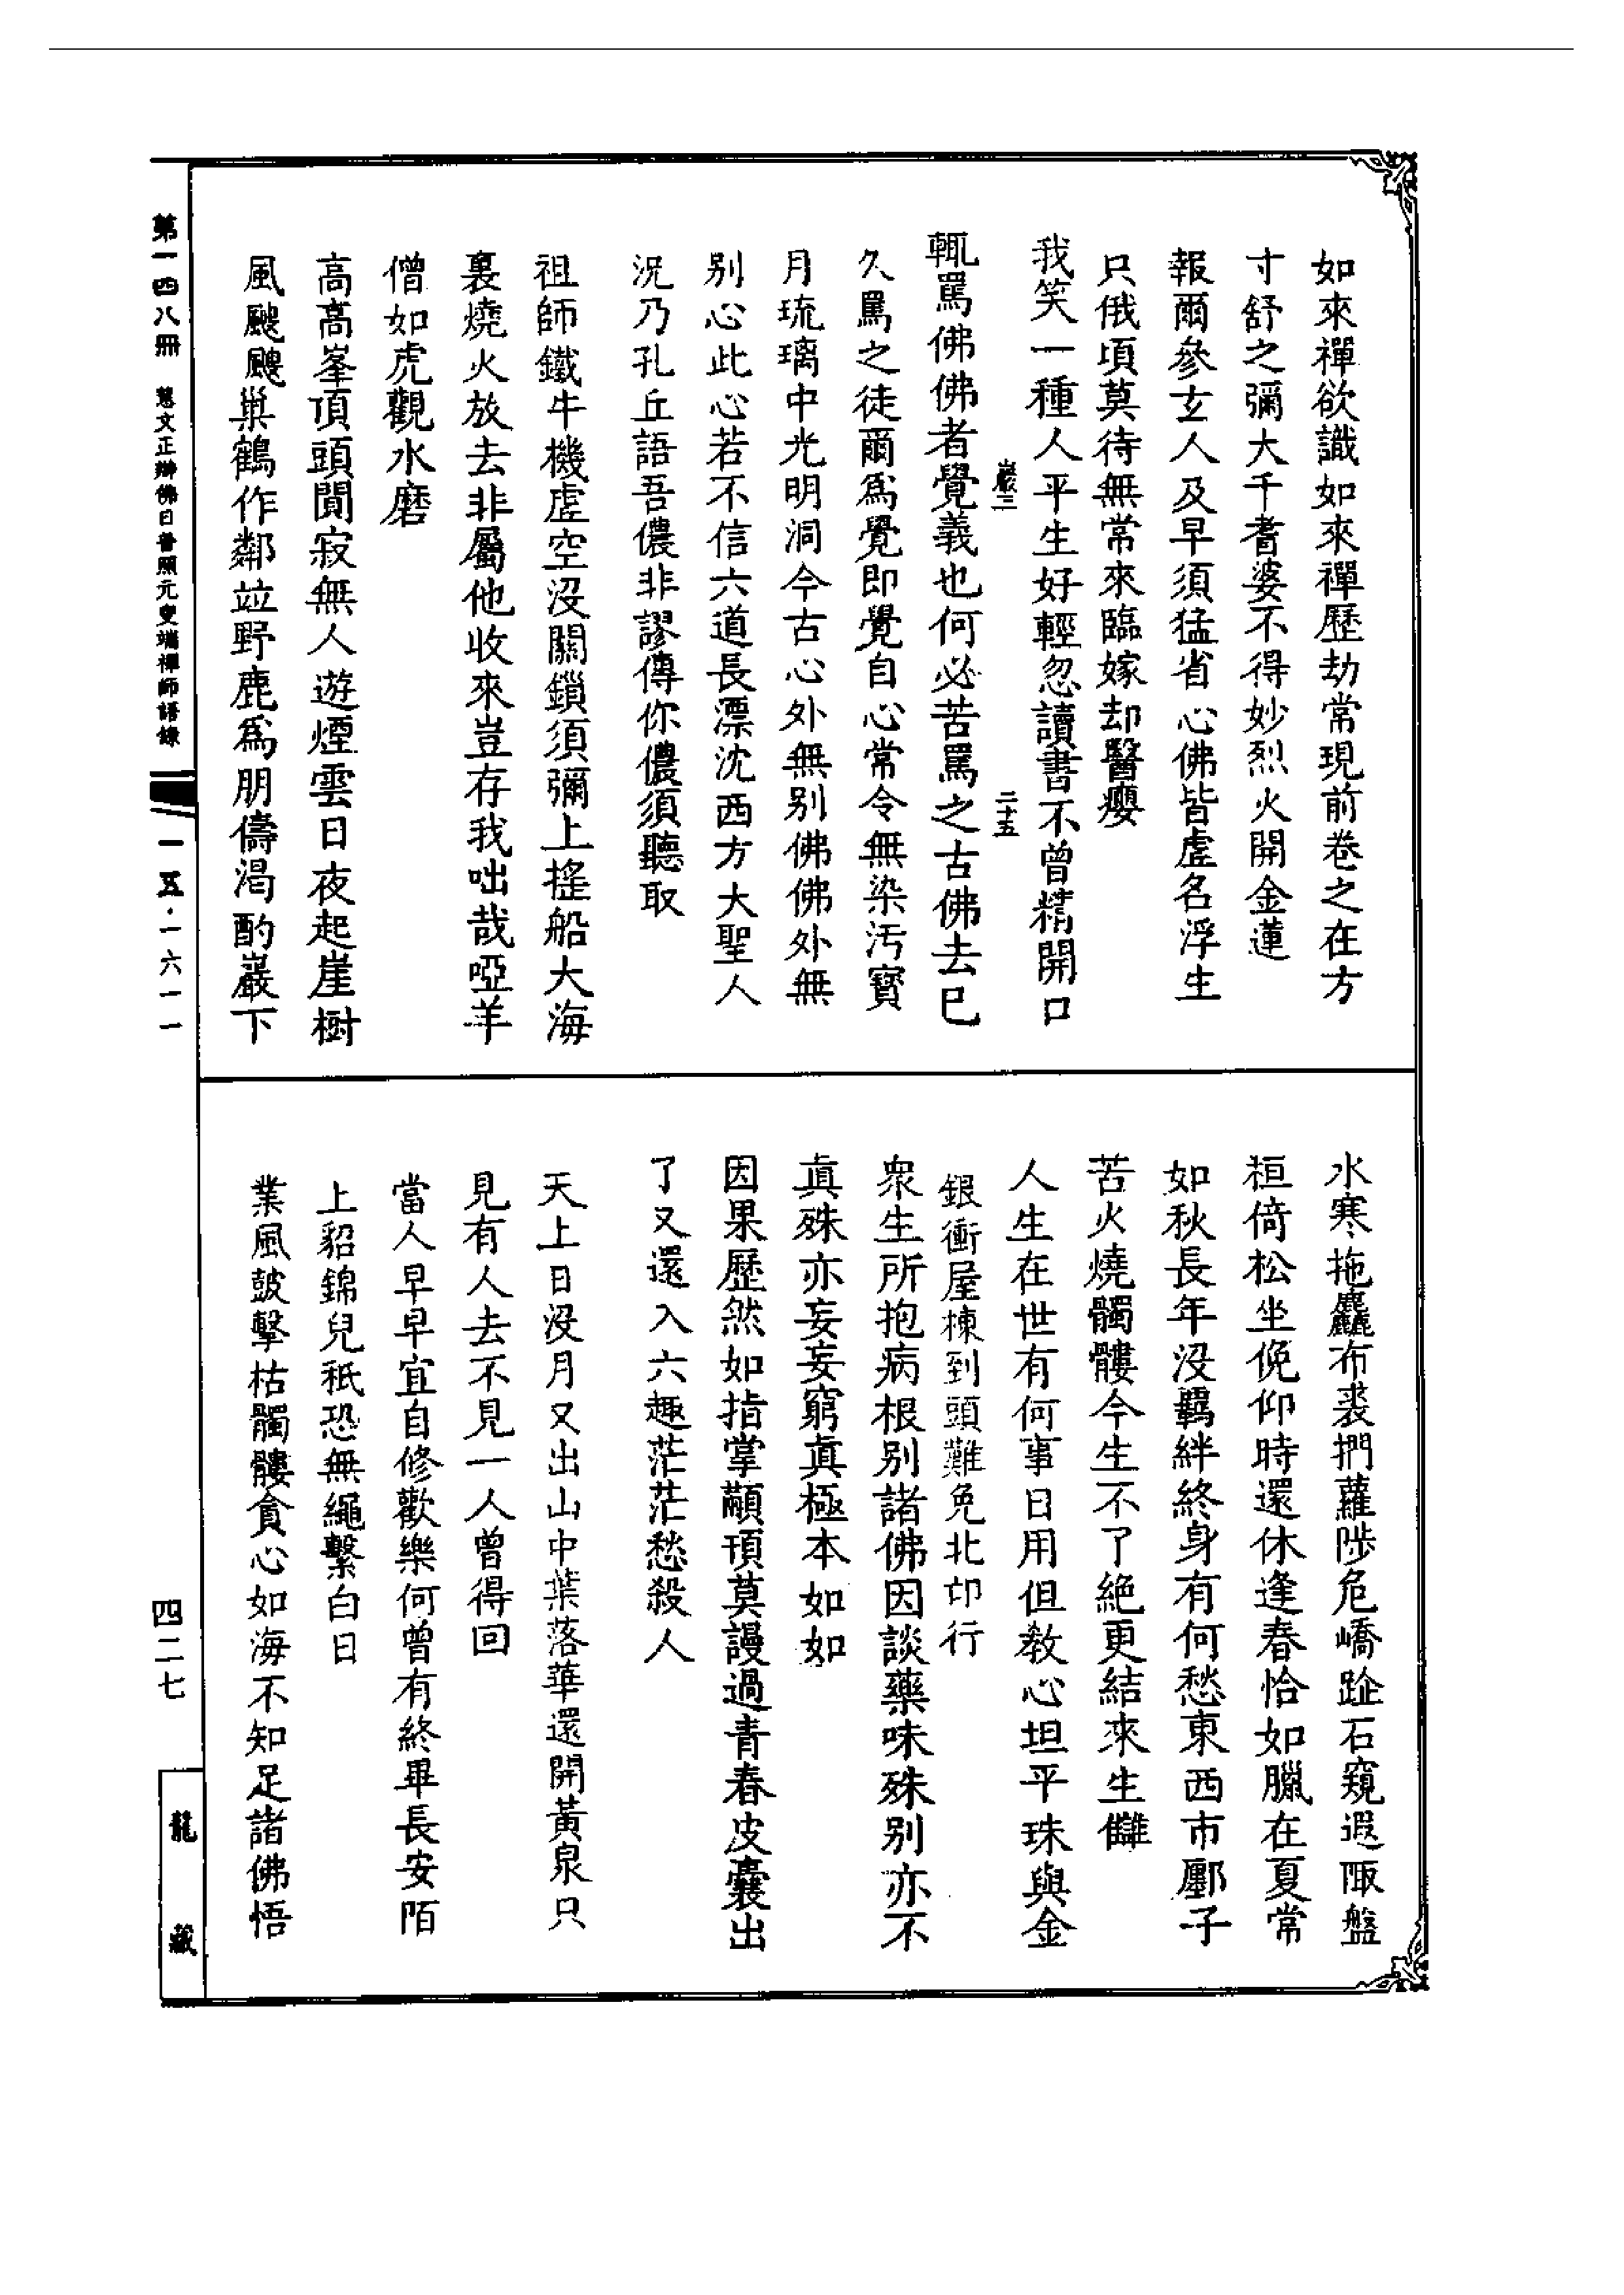 如來禪欲識如來禪歷劫常現前卷之在方
寸舒之彌大千耆婆不得妙烈火開金蓮
報爾參玄人及早須猛省心佛皆虛名浮生
只俄頃莫待無常來臨嫁却醫癭
我笑一種人平生好輕忽讀書不曾精開口
巖三 二十五
輒罵佛佛者覺義也何必苦罵之古佛去已
久罵之徒爾爲覺即覺自心常令無染汚寳
月琉璃中光明洞今古心外無别佛佛外無
别心此心若不信六道長漂沈西方大聖人
況乃孔丘語吾儂非謬傳你儂須聽取
祖師鐵牛機虛空沒關鎖須彌上搖船大海
裏燒火放去非屬他收來豈存我咄哉啞羊
僧如虎觀水磨
高高峯頂頭閴寂無人遊煙雲日夜起崖樹
風颼颼巢鶴作鄰竝野鹿爲朋儔渴酌巖下
水寒拖麤布裘捫蘿陟危嶠跐石窺遐陬盤
桓倚松坐俛仰時還休逢春恰如臘在夏常
如秋長年沒羇絆終身有何愁東西市鄽子
苦火燒髑髏今生不了絕更結來生讎
人生在世有何事日用但教心坦平珠與金
銀衝屋棟到頭難免北邙行
衆生所抱病根别諸佛因談藥味殊别亦不
眞殊亦妄妄窮眞極本如如
因果歷然如指掌顢頇莫謾過青春皮囊出
了又還入六趣茫茫愁殺人
天上日沒月又出山中葉落華還開黃泉只
見有人去不見一人曾得回
當人早早宜自修歡樂何曾有終畢長安陌
上貂錦兒秖恐無繩繫白日
業風鼓擊枯髑髏貪心如海不知足諸佛悟
第一四八冊 慧文正辯佛日普照元叟端禪師語錄 一五·一六一一
四二七
龍藏